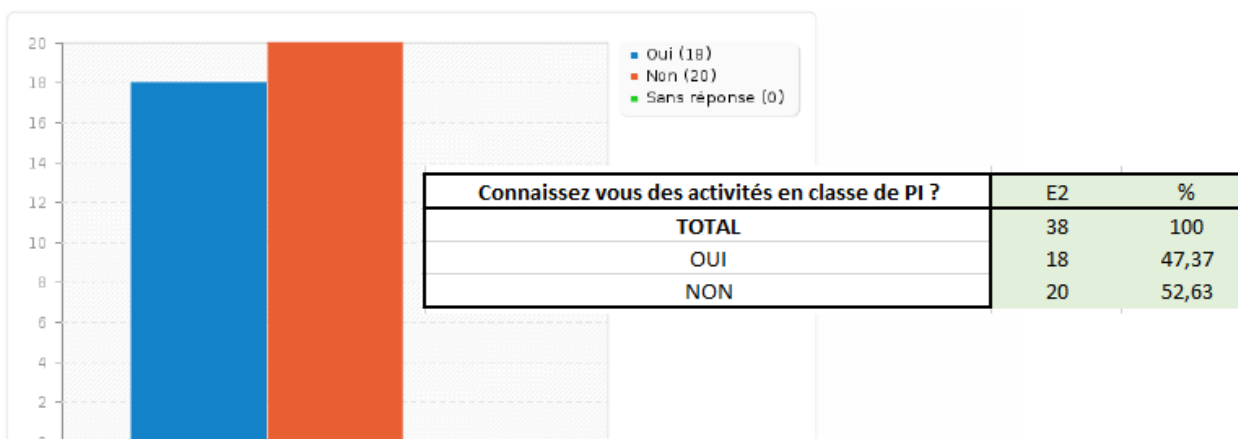 20
18
16
14
12
10
8
6
4
2
Oui (18)
Non (20)
Sans réponse (0)
Connaissez vous des activités en classe de PI ? E2 %
TOTAL 38 100
OUI 18 47,37
NON 20 52,63